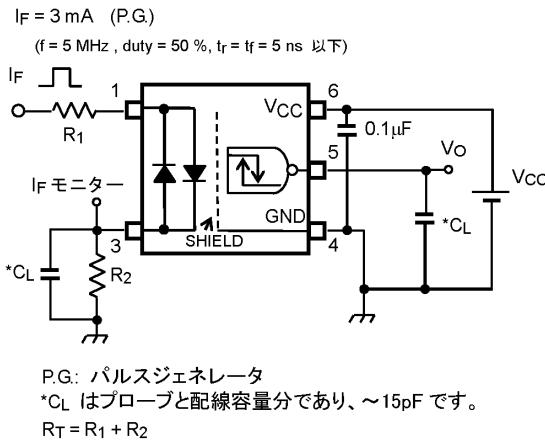 IF = 3 mA (P.G.)
(f = 5 MHz , duty = 50 %, tr = tf = 5 ns 以下)
IF
R1
1
6
VCC
0.1μF
5
VO
VCC
IF モニター
GND
*CL
3
SHIELD
4
*CL
R2
P.G.: パルスジェネレータ
*CL はプローブと配線容量分であり、～15pF です。
RT = R1 + R2